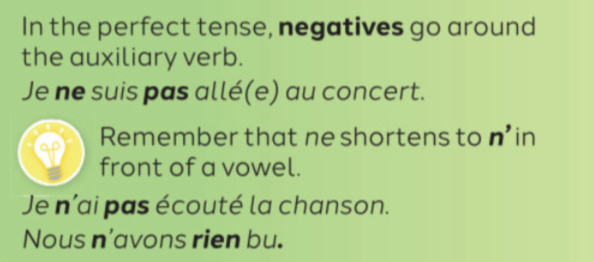 In the perfect tense, negatives go around
the auxiliary verb.
Je ne suis pas allé(e) au concert.
Remember that ne shortens to n' in
front of a vowel.
Je n'ai pas écouté la chanson.
Nous n'avons rien bu.